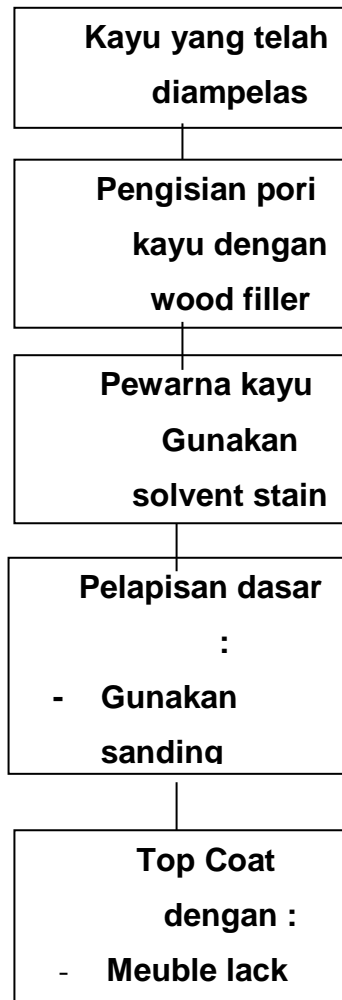 Kayu yang telah
diampelas
Pengisian pori
kayu dengan
wood filler
Pewarna kayu
Gunakan
solvent stain
Pelapisan dasar
:
- Gunakan
sanding
Top Coat
dengan :
- Meuble lack